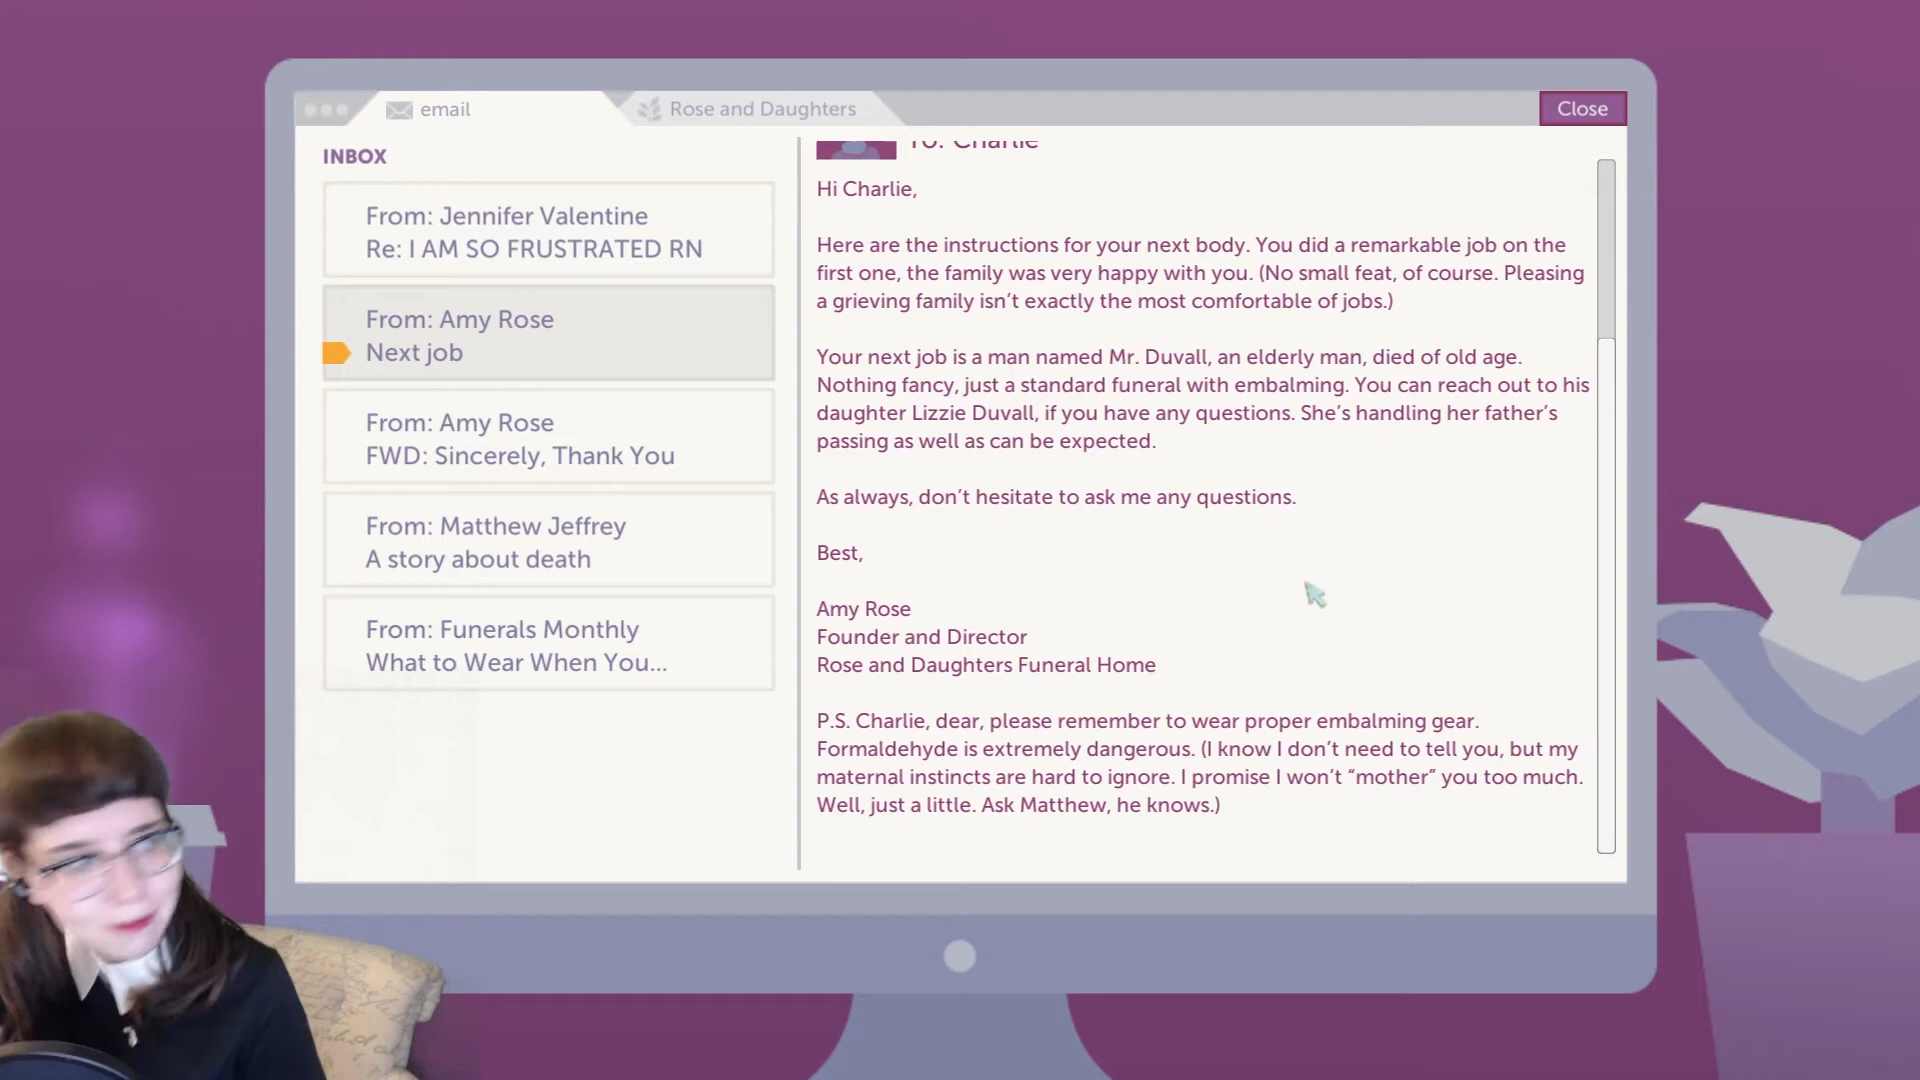 email
Rose and Daughters
Close
INBOX
From: Jennifer Valentine
Re: I AM SO FRUSTRATED RN
From: Amy Rose
Next job
From: Amy Rose
FWD: Sincerely, Thank You
From: Matthew Jeffrey
A story about death
From: Funerals Monthly
What to Wear When You...
To: Charlie
Hi Charlie,
Here are the instructions for your next body. You did a remarkable job on the
first one, the family was very happy with you. (No small feat, of course. Pleasing
a grieving family isn’t exactly the most comfortable of jobs.)
Your next job is a man named Mr. Duvall, an elderly man, died of old age.
Nothing fancy, just a standard funeral with embalming. You can reach out to his
daughter Lizzie Duvall, if you have any questions. She’s handling her father’s
passing as well as can be expected.
As always, don’t hesitate to ask me any questions.
Best,
Amy Rose
Founder and Director
Rose and Daughters Funeral Home
P.S. Charlie, dear, please remember to wear proper embalming gear.
Formaldehyde is extremely dangerous. (I know I don’t need to tell you, but my
maternal instincts are hard to ignore. I promise I won’t “mother” you too much.
Well, just a little. Ask Matthew, he knows.)